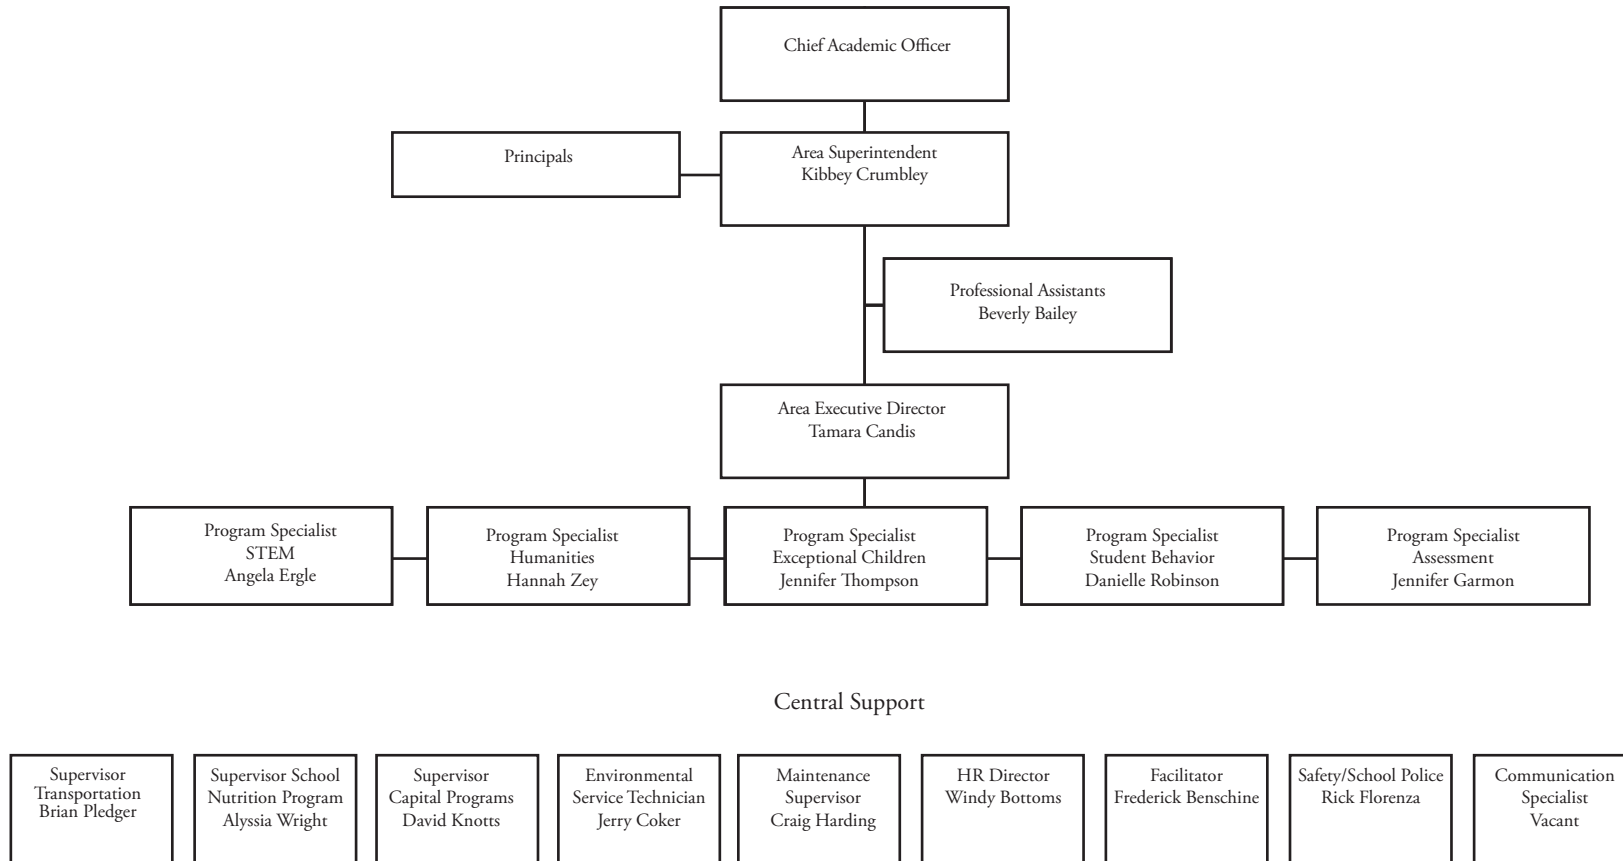 Chief Academic Officer
Principals
Area Superintendent
Kibbey Crumbley
Professional Assistants
Beverly Bailey
Area Executive Director
Tamara Candis
Program Specialist
STEM
Angela Ergle
Program Specialist
Humanities
Hannah Zey
Program Specialist
Exceptional Children
Jennifer Thompson
Program Specialist
Student Behavior
Danielle Robinson
Program Specialist
Assessment
Jennifer Garmon
Central Support
Supervisor
Transportation
Brian Pledger
Supervisor School
Nutrition Program
Alyssia Wright
Supervisor
Capital Programs
David Knotts
Environmental
Service Technician
Jerry Coker
Maintenance
Supervisor
Craig Harding
HR Director
Windy Bottoms
Facilitator
Frederick Benschine
Safety/School Police
Rick Florenza
Communication
Specialist
Vacant